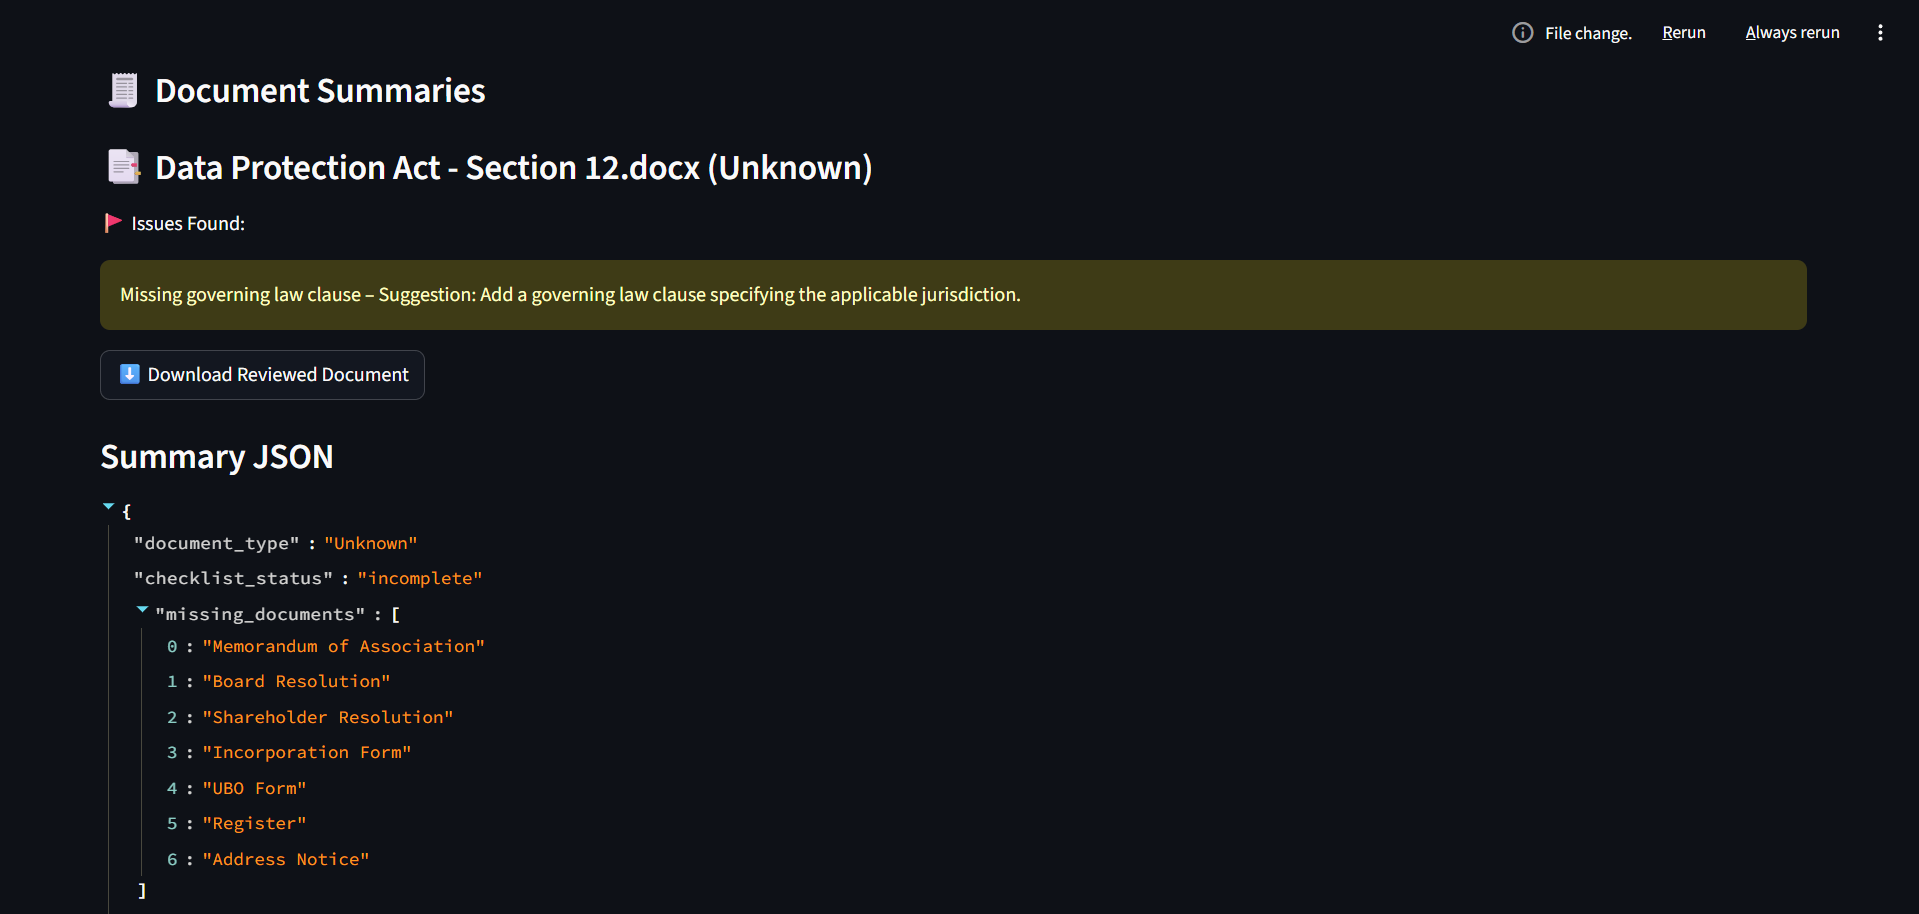 File change. Rerun Always rerun
Document Summaries
Data Protection Act - Section 12.docx (Unknown)
Issues Found:
Missing governing law clause – Suggestion: Add a governing law clause specifying the applicable jurisdiction.
Download Reviewed Document
Summary JSON
{
"document_type" : "Unknown"
"checklist_status" : "incomplete"
"missing_documents" : [
0 : "Memorandum of Association"
1 : "Board Resolution"
2 : "Shareholder Resolution"
3 : "Incorporation Form"
4 : "UBO Form"
5 : "Register"
6 : "Address Notice"
]